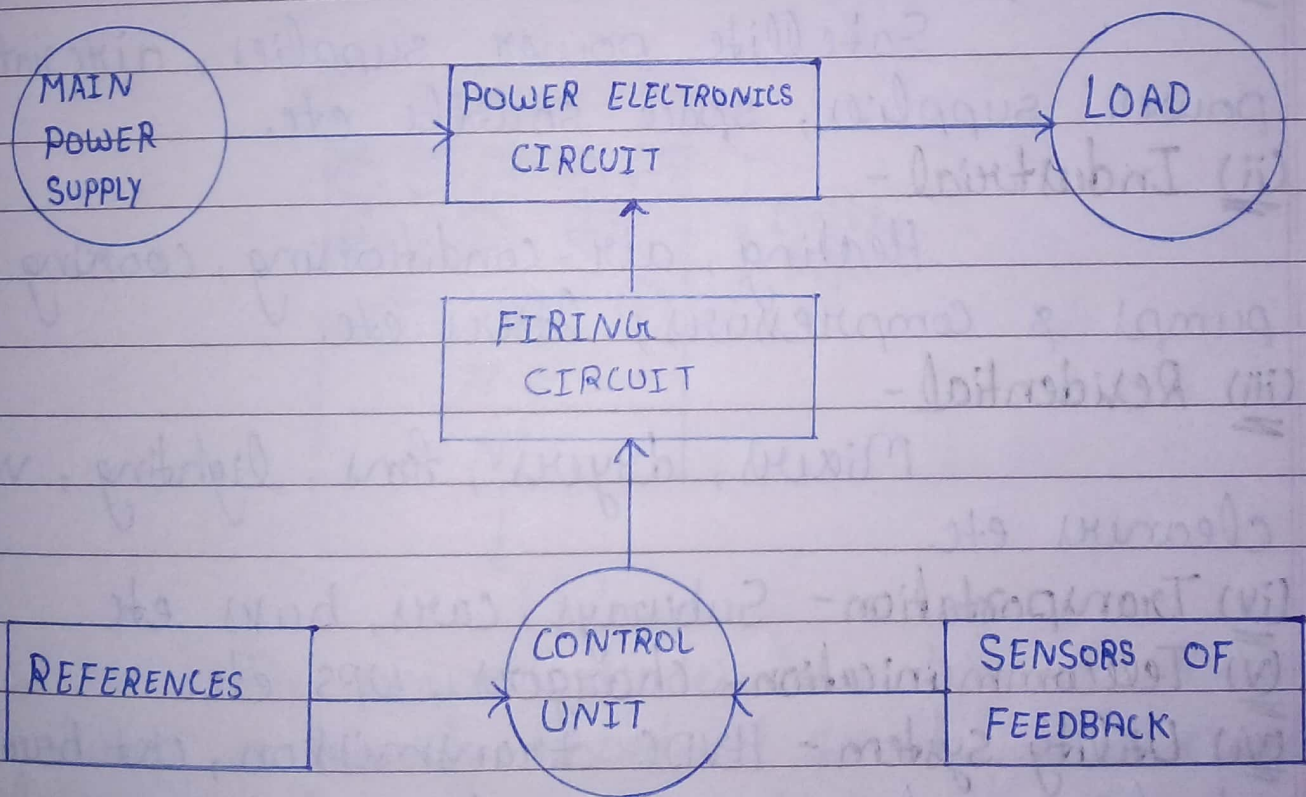 MAIN
POWER
SUPPLY
POWER ELECTRONICS
CIRCUIT
LOAD
FIRING
CIRCUIT
REFERENCES
CONTROL
UNIT
SENSORS OF
FEEDBACK